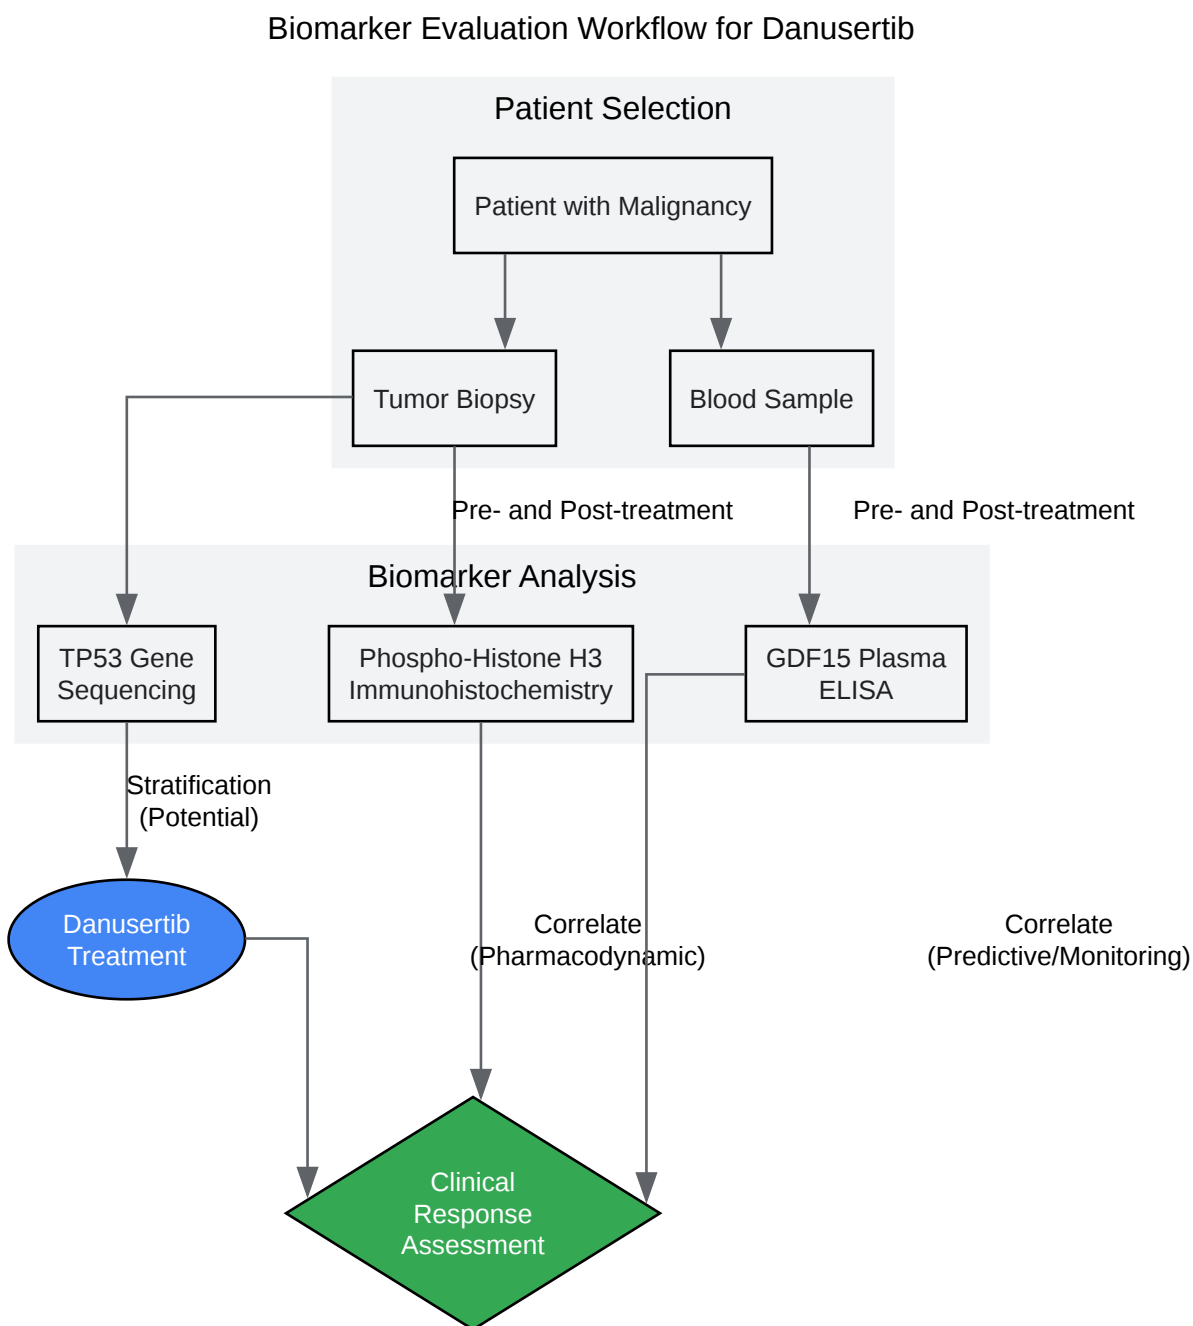 Biomarker Evaluation Workflow for Danusertib
Patient Selection
Patient with Malignancy
Tumor Biopsy
Blood Sample
Pre- and Post-treatment
Pre- and Post-treatment
Biomarker Analysis
TP53 Gene
Sequencing
Phospho-Histone H3
Immunohistochemistry
GDF15 Plasma
ELISA
Stratification
(Potential)
Danusertib
Treatment
Correlate
(Pharmacodynamic)
Correlate
(Predictive/Monitoring)
Clinical
Response
Assessment